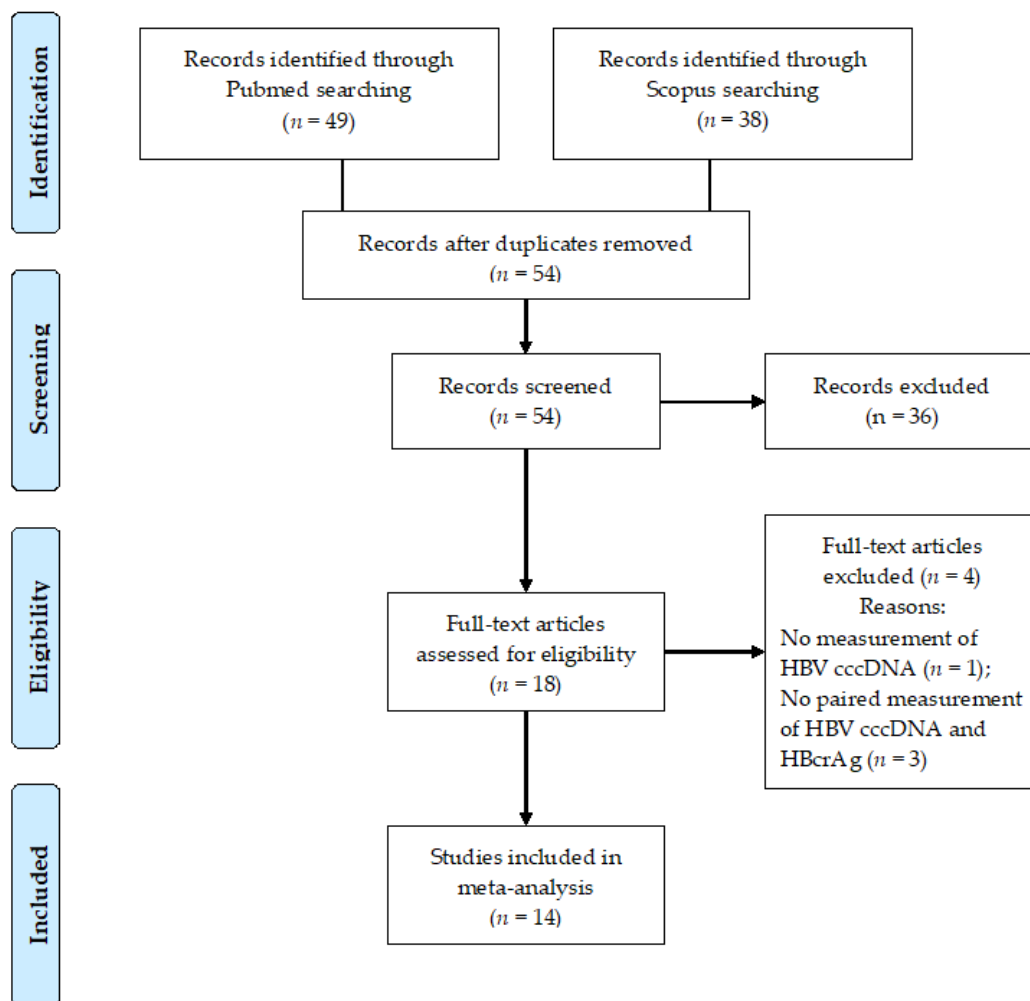 Identification
Records identified through
Pubmed searching
(n = 49)
Records identified through
Scopus searching
(n = 38)
Records after duplicates removed
(n = 54)
Screening
Records screened
(n = 54)
Records excluded
(n = 36)
Eligibility
Full-text articles
assessed for eligibility
(n = 18)
Full-text articles
excluded (n = 4)
Reasons:
No measurement of
HBV cccDNA (n = 1);
No paired measurement
of HBV cccDNA and
HBcrAg (n = 3)
Included
Studies included in
meta-analysis
(n = 14)